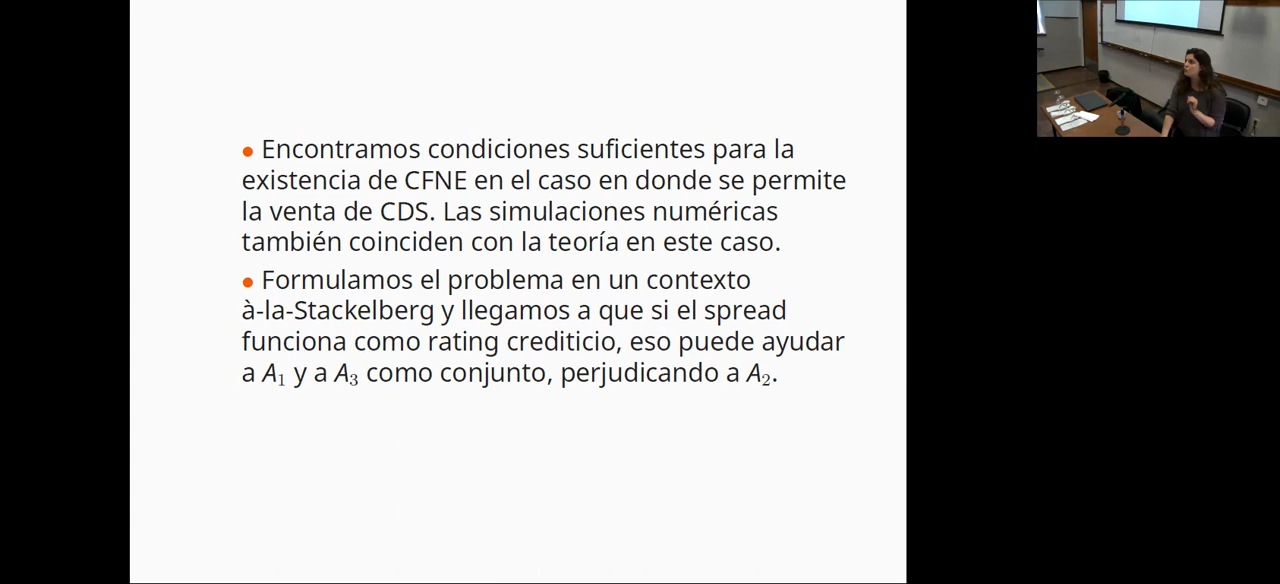 • Encontramos condiciones suficientes para la
existencia de CFNE en el caso en donde se permite
la venta de CDS. Las simulaciones numéricas
también coinciden con la teoría en este caso.
• Formulamos el problema en un contexto
à-la-Stackelberg y llegamos a que si el spread
funciona como rating crediticio, eso puede ayudar
a A₁ y a A₃ como conjunto, perjudicando a A₂.